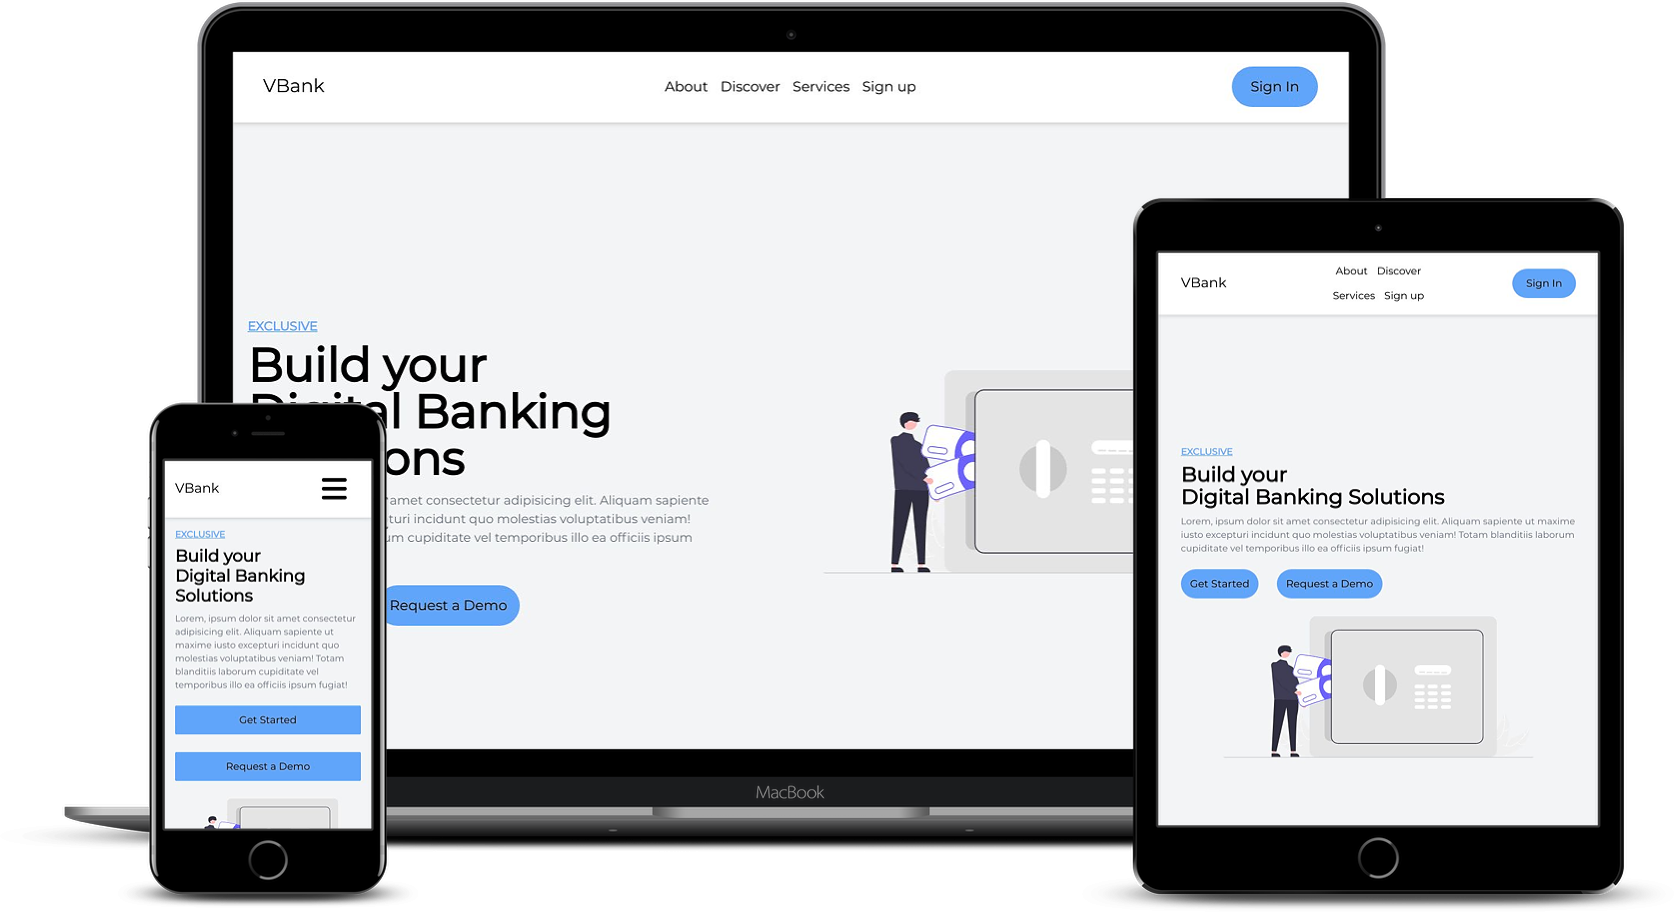 VBank
About Discover Services Sign up
Sign In
EXCLUSIVE
Build your
Digital Banking
ons
amet consectetur adipisicing elit. Aliquam sapiente
turi incidunt quo molestias voluptatibus veniam!
um cupiditate vel temporibus illo ea officiis ipsum
Request a Demo
MacBook
VBank
EXCLUSIVE
Build your
Digital Banking
Solutions
Lorem, ipsum dolor sit amet consectetur
adipisicing elit. Aliquam sapiente ut
maxime iusto excepturi incidunt quo
molestias voluptatibus veniam! Totam
blanditiis laborum cupiditate vel
temporibus illo ea officiis ipsum fugiat!
Get Started
Request a Demo
VBank
About Discover
Services Sign up
Sign In
EXCLUSIVE
Build your
Digital Banking Solutions
Lorem, ipsum dolor sit amet consectetur adipisicing elit. Aliquam sapiente ut maxime
iusto excepturi incidunt quo molestias voluptatibus veniam! Totam blanditiis laborum
cupiditate vel temporibus illo ea officiis ipsum fugiat!
Get Started
Request a Demo